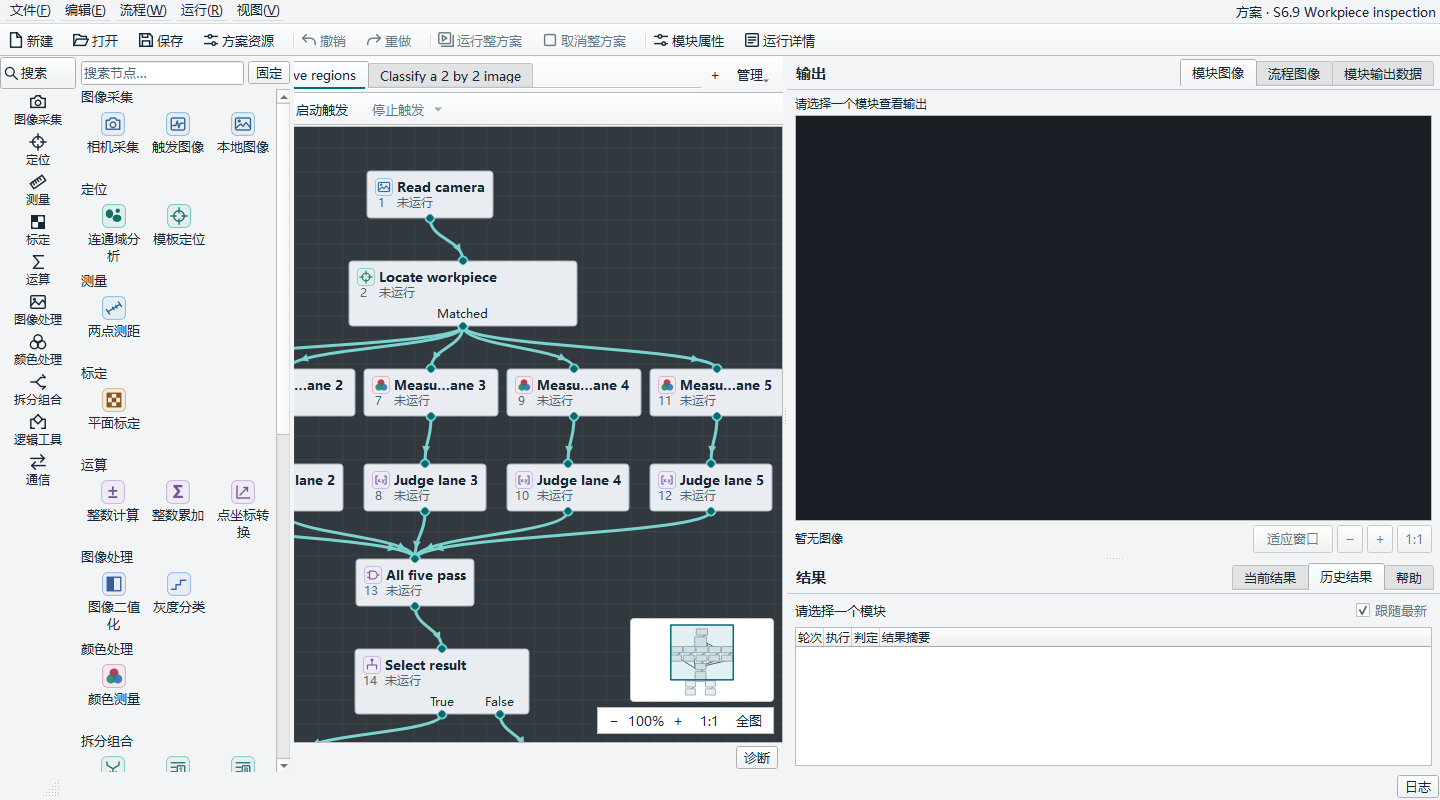 文件(F) 编辑(E) 流程(W) 运行(R) 视图(V)
方案 · S6.9 Workpiece inspection
新建 打开 保存 方案资源 撤销 重做 运行整方案 取消整方案 模块属性 运行详情
搜索
图像采集
定位
测量
标定
运算
图像处理
颜色处理
拆分组合
逻辑工具
通信
搜索节点... 固定
图像采集
相机采集 触发图像 本地图像
定位
连通域分析 模板定位
测量
两点测距
标定
平面标定
运算
整数计算 整数累加 点坐标转换
图像处理
图像二值化 灰度分类
颜色处理
颜色测量
拆分组合
ve regions Classify a 2 by 2 image + 管理
启动触发 停止触发
Read camera
1 未运行
Locate workpiece
2 未运行
Matched
...ane 2 Measu...ane 3 Measu...ane 4 Measu...ane 5
7 未运行 9 未运行 11 未运行
lane 2 Judge lane 3 Judge lane 4 Judge lane 5
8 未运行 10 未运行 12 未运行
All five pass
13 未运行
Select result
14 未运行
True False
− 100% + 1:1 全图
诊断
输出 模块图像 流程图像 模块输出数据
请选择一个模块查看输出
暂无图像 适应窗口 − + 1:1
结果 当前结果 历史结果 帮助
请选择一个模块 跟随最新
轮次 执行 判定 结果摘要
日志